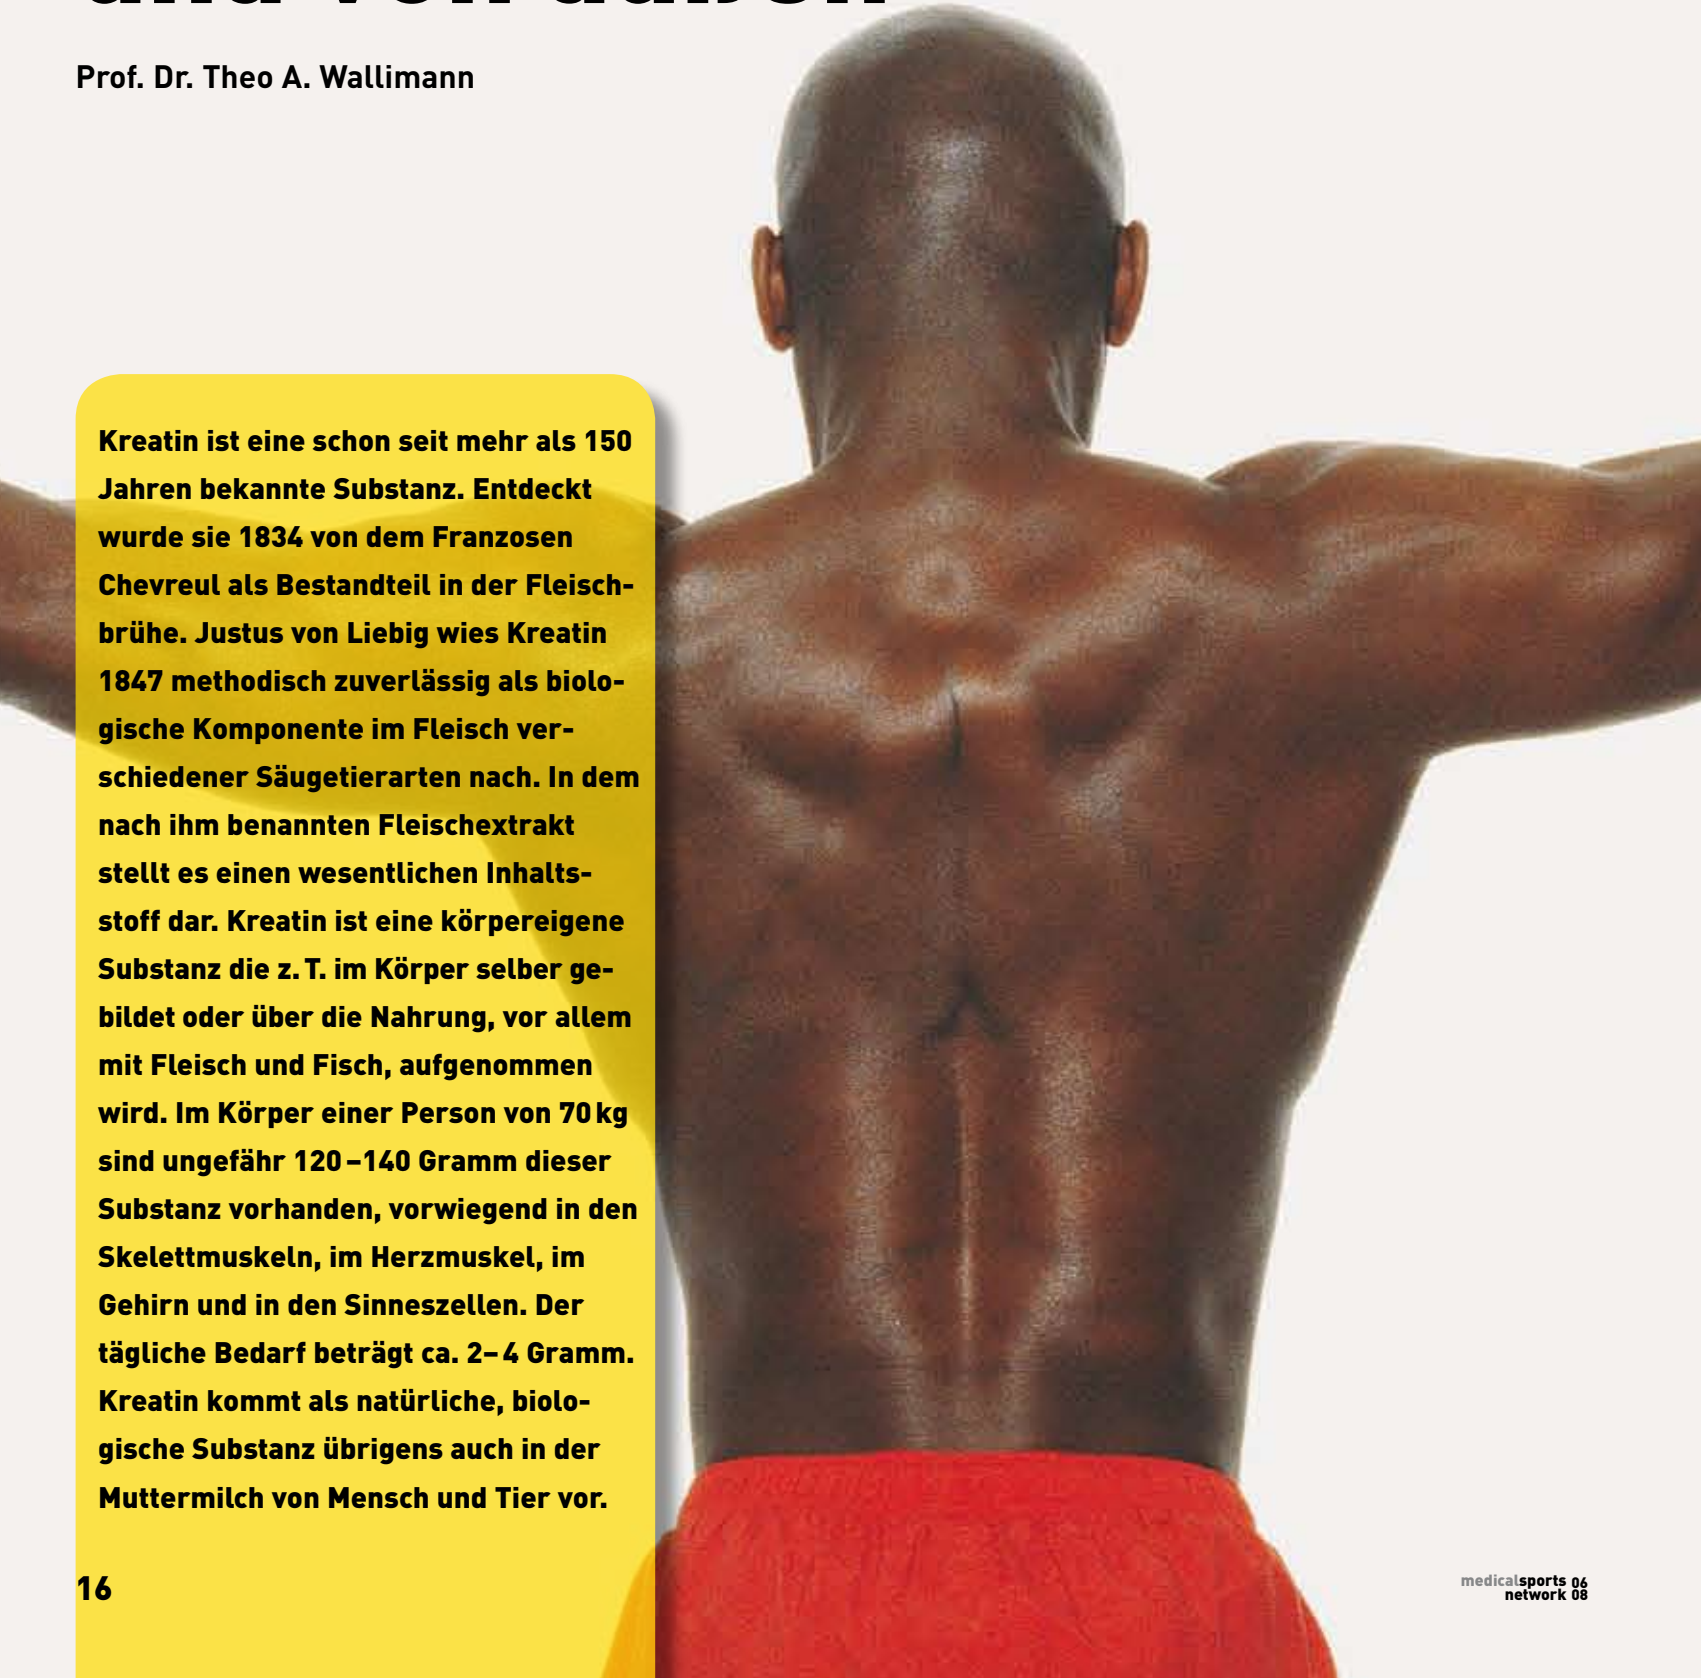 und von außen
Prof. Dr. Theo A. Wallimann
Kreatin ist eine schon seit mehr als 150
Jahren bekannte Substanz. Entdeckt
wurde sie 1834 von dem Franzosen
Chevreul als Bestandteil in der Fleisch-
brühe. Justus von Liebig wies Kreatin
1847 methodisch zuverlässig als biolo-
gische Komponente im Fleisch ver-
schiedener Säugetierarten nach. In dem
nach ihm benannten Fleischextrakt
stellt es einen wesentlichen Inhalts-
stoff dar. Kreatin ist eine körpereigene
Substanz die z. T. im Körper selber ge-
bildet oder über die Nahrung, vor allem
mit Fleisch und Fisch, aufgenommen
wird. Im Körper einer Person von 70 kg
sind ungefähr 120–140 Gramm dieser
Substanz vorhanden, vorwiegend in den
Skelettmuskeln, im Herzmuskel, im
Gehirn und in den Sinneszellen. Der
tägliche Bedarf beträgt ca. 2–4 Gramm.
Kreatin kommt als natürliche, biolo-
gische Substanz übrigens auch in der
Muttermilch von Mensch und Tier vor.
16
medicalsports 06
network 08